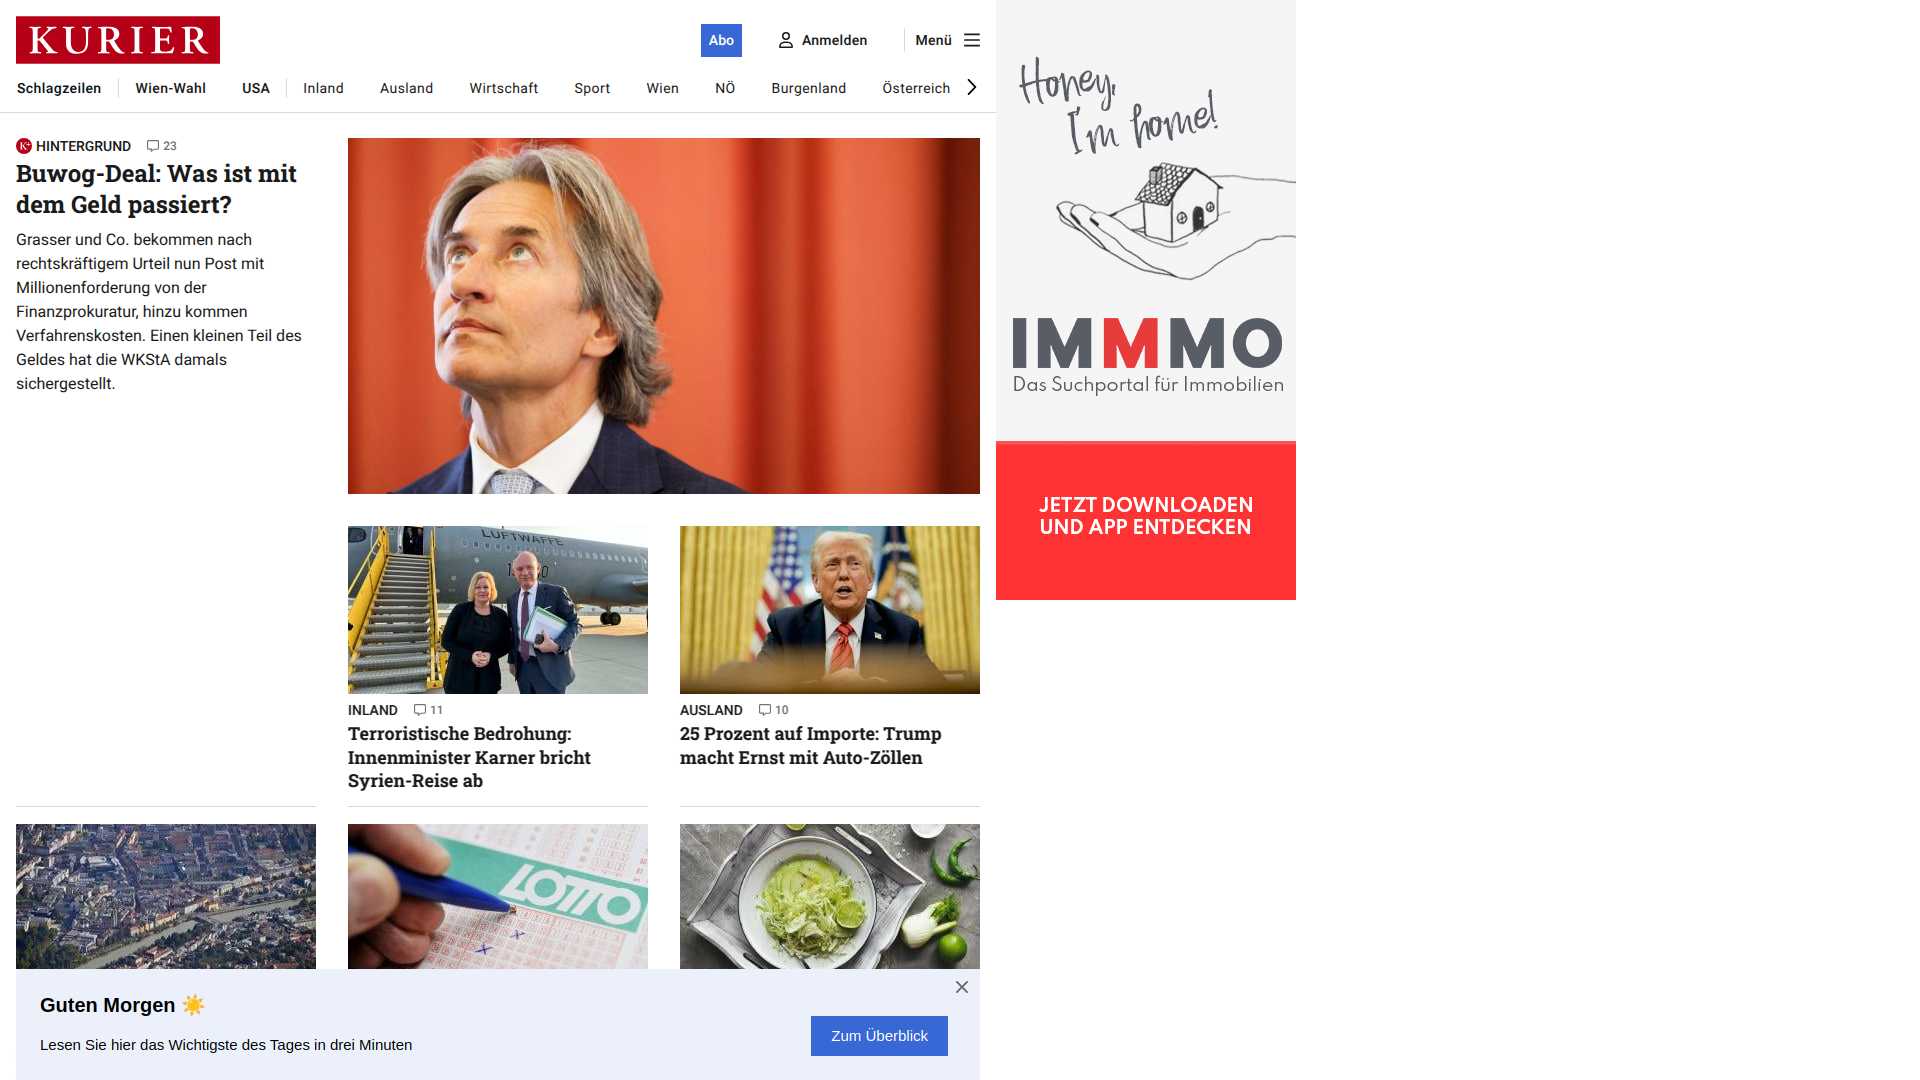 KURIER
Abo
Anmelden
Menü
Schlagzeilen
Wien-Wahl
USA
Inland
Ausland
Wirtschaft
Sport
Wien
NÖ
Burgenland
Österreich
HINTERGRUND 23
Buwog-Deal: Was ist mit
dem Geld passiert?
Grasser und Co. bekommen nach
rechtskräftigem Urteil nun Post mit
Millionenforderung von der
Finanzprokuratur, hinzu kommen
Verfahrenskosten. Einen kleinen Teil des
Geldes hat die WKStA damals
sichergestellt.
LUFTWAFFE
INLAND 11
Terroristische Bedrohung:
Innenminister Karner bricht
Syrien-Reise ab
AUSLAND 10
25 Prozent auf Importe: Trump
macht Ernst mit Auto-Zöllen
LOTTO
Guten Morgen ☀️
Lesen Sie hier das Wichtigste des Tages in drei Minuten
Zum Überblick
Honey,
I'm home!
IMMMO
Das Suchportal für Immobilien
JETZT DOWNLOADEN
UND APP ENTDECKEN